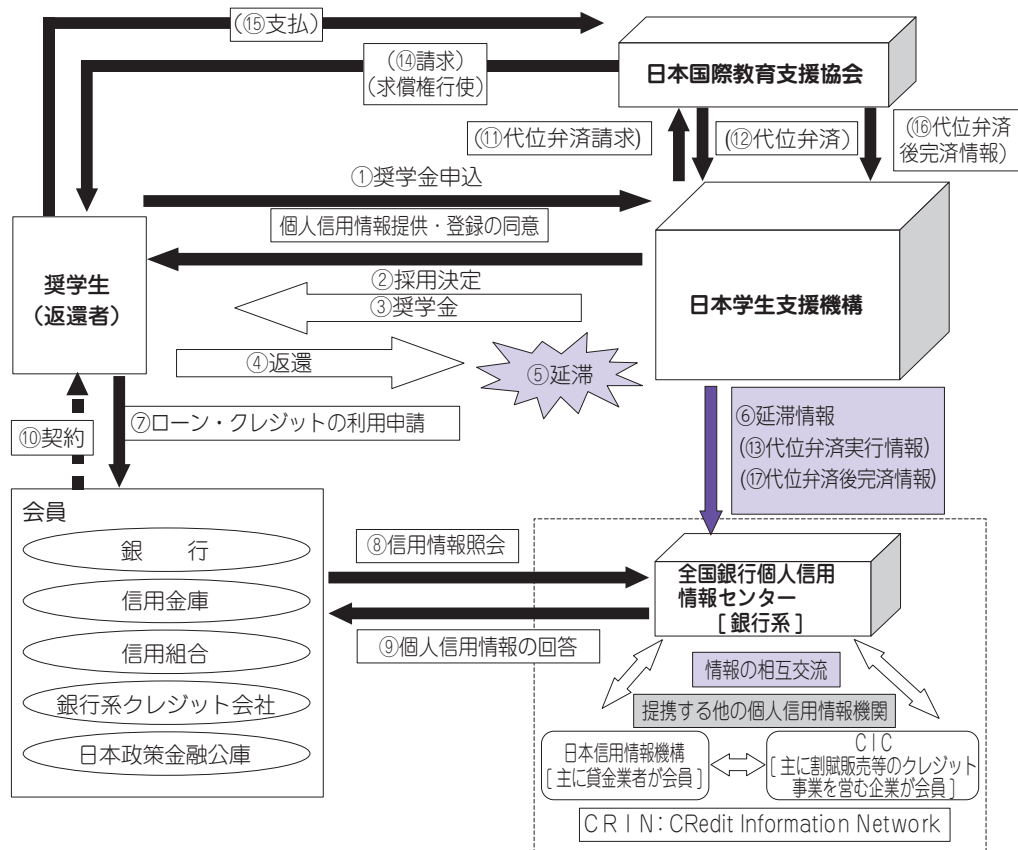 (⑮支払)
(⑭請求)
(求償権行使)
日本国際教育支援協会
(⑪代位弁済請求)
(⑫代位弁済)
(⑯代位弁済
後完済情報)
①奨学金申込
個人信用情報提供・登録の同意
奨学生
(返還者)
②採用決定
③奨学金
日本学生支援機構
④返還
⑤延滞
⑦ローン・クレジットの利用申請
⑩契約
⑥延滞情報
(⑬代位弁済実行情報)
(⑰代位弁済後完済情報)
会員
銀 行
信用金庫
信用組合
銀行系クレジット会社
日本政策金融公庫
⑧信用情報照会
⑨個人信用情報の回答
全国銀行個人信用
情報センター
[銀行系]
情報の相互交流
提携する他の個人信用情報機関
日本信用情報機構
[主に貸金業者が会員]
CIC
[主に割賦販売等のクレジット
事業を営む企業が会員]
CRIN:CRedit Information Network